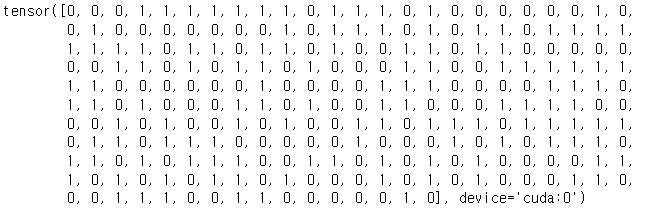 tensor([0, 0, 0, 1, 1, 1, 1, 1, 1, 1, 0, 1, 1, 1, 0, 1, 0, 0, 0, 0, 0, 0, 1, 0,
0, 1, 0, 0, 0, 0, 0, 0, 0, 1, 0, 1, 1, 1, 0, 1, 0, 1, 1, 0, 1, 1, 1, 1,
1, 1, 1, 1, 0, 1, 1, 0, 1, 1, 0, 1, 0, 0, 1, 1, 0, 1, 1, 0, 0, 0, 0, 0,
0, 0, 1, 1, 0, 1, 0, 1, 1, 0, 1, 0, 0, 0, 1, 1, 0, 0, 1, 1, 1, 1, 1, 1,
1, 1, 0, 0, 0, 0, 0, 0, 1, 0, 1, 0, 0, 1, 1, 1, 0, 0, 0, 0, 1, 1, 1, 0,
1, 1, 0, 1, 0, 0, 0, 1, 1, 0, 1, 0, 0, 1, 1, 0, 0, 0, 1, 1, 1, 1, 0, 0,
0, 0, 1, 0, 1, 0, 0, 1, 0, 1, 0, 0, 1, 1, 0, 1, 1, 1, 0, 1, 1, 1, 1, 1,
0, 1, 1, 0, 1, 1, 1, 0, 0, 0, 0, 0, 1, 0, 0, 0, 1, 0, 1, 0, 1, 1, 1, 0,
1, 1, 0, 1, 0, 1, 1, 1, 0, 0, 1, 1, 0, 1, 0, 0, 1, 0, 0, 0, 0, 0, 1, 1,
1, 0, 1, 0, 1, 0, 1, 1, 0, 1, 1, 0, 0, 1, 0, 1, 0, 1, 0, 0, 0, 1, 1, 0,
0, 0, 1, 1, 1, 0, 0, 1, 1, 0, 0, 0, 0, 0, 1, 0], device='cuda:0')